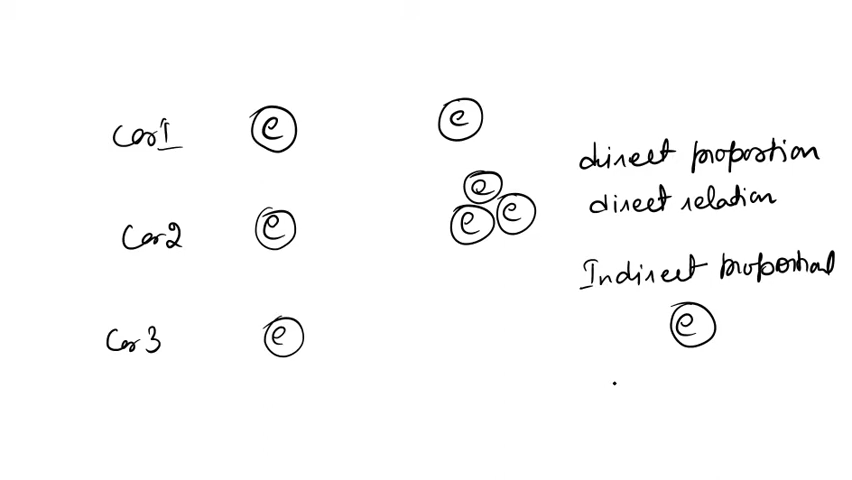 Car1 e e
direct proportion
e
direct relation
Car2 e e e
Indirect proportional
e
Car3 e